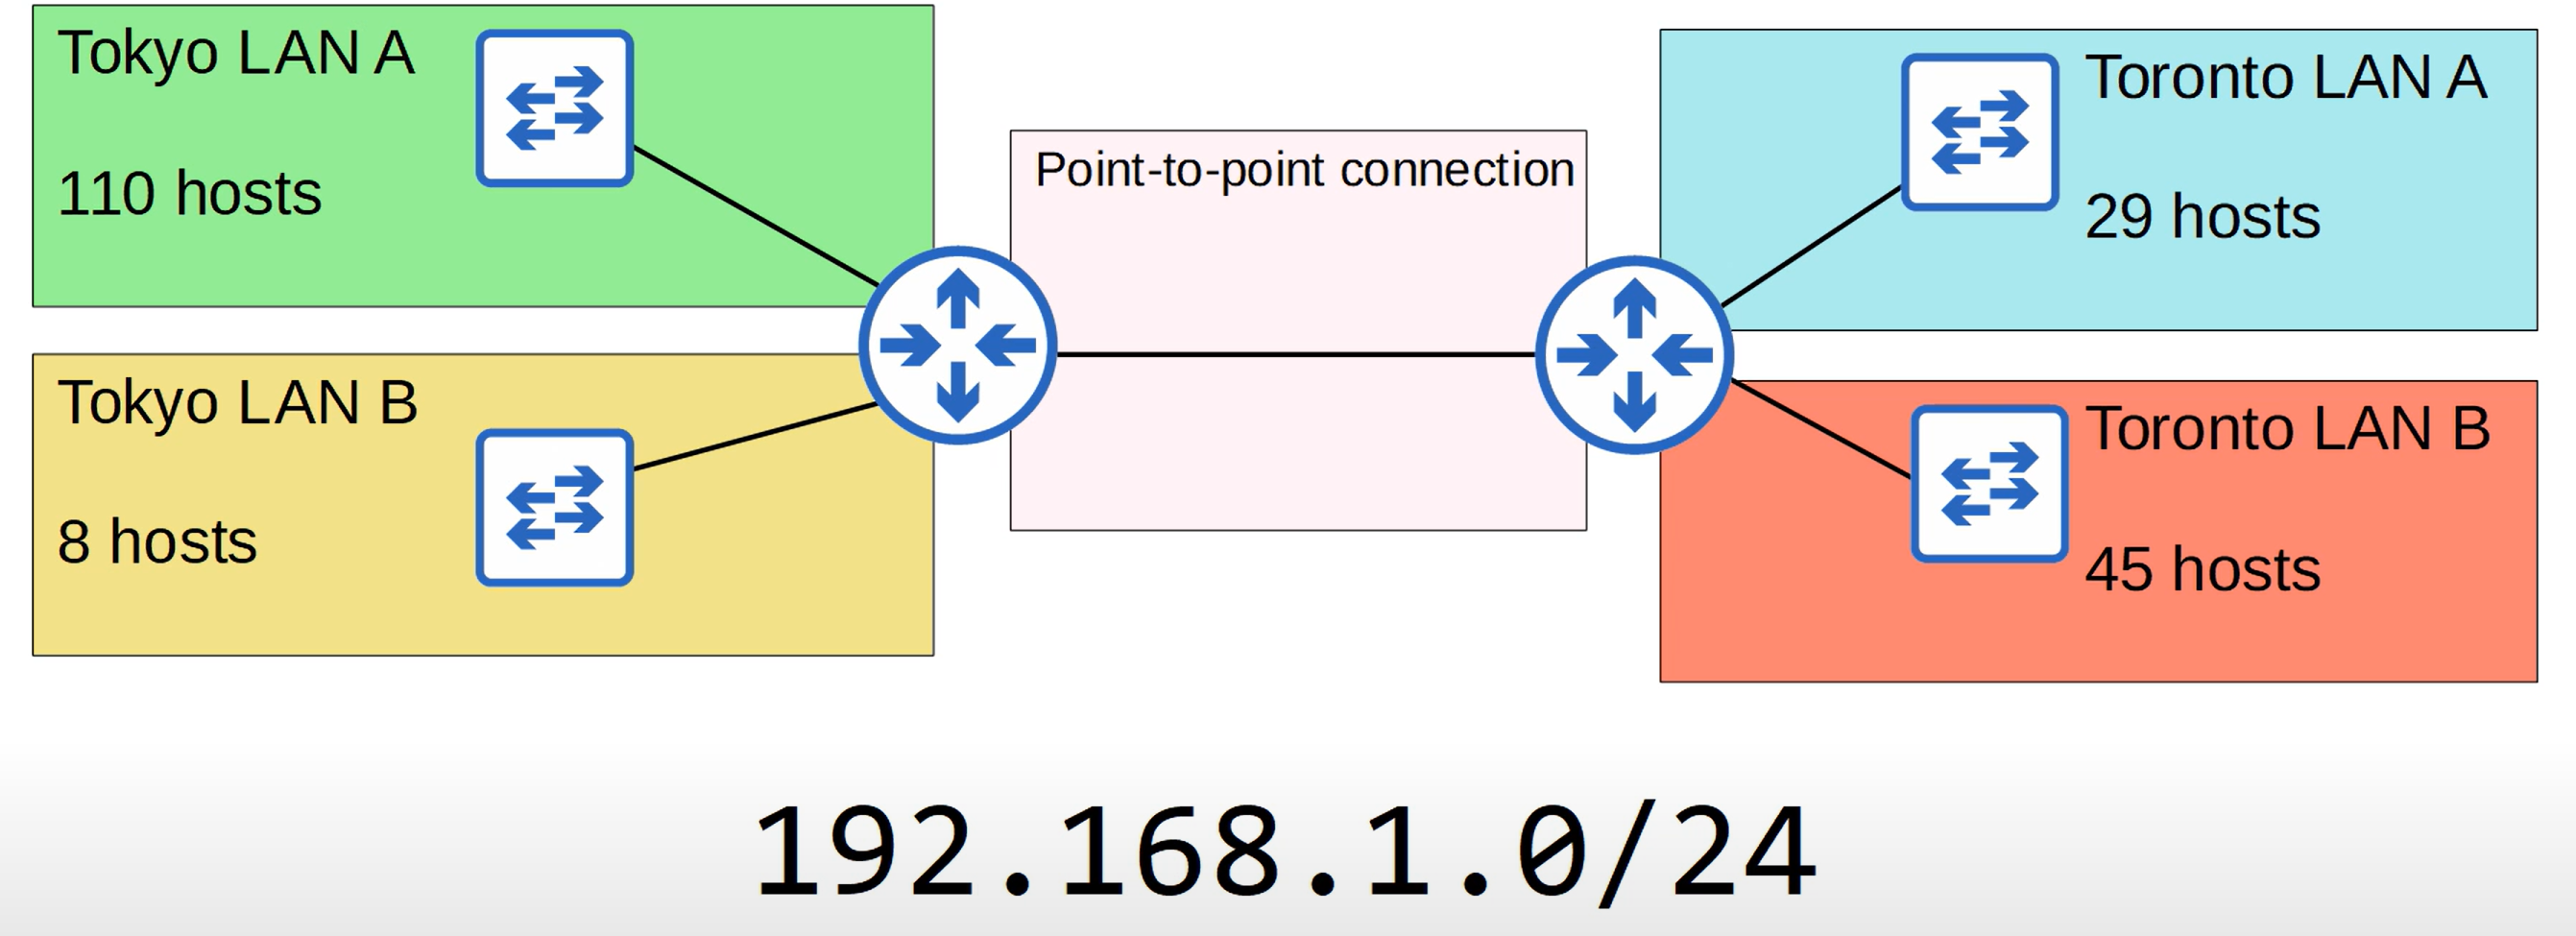 Tokyo LAN A
110 hosts
Tokyo LAN B
8 hosts
Point-to-point connection
Toronto LAN A
29 hosts
Toronto LAN B
45 hosts
192.168.1.0/24